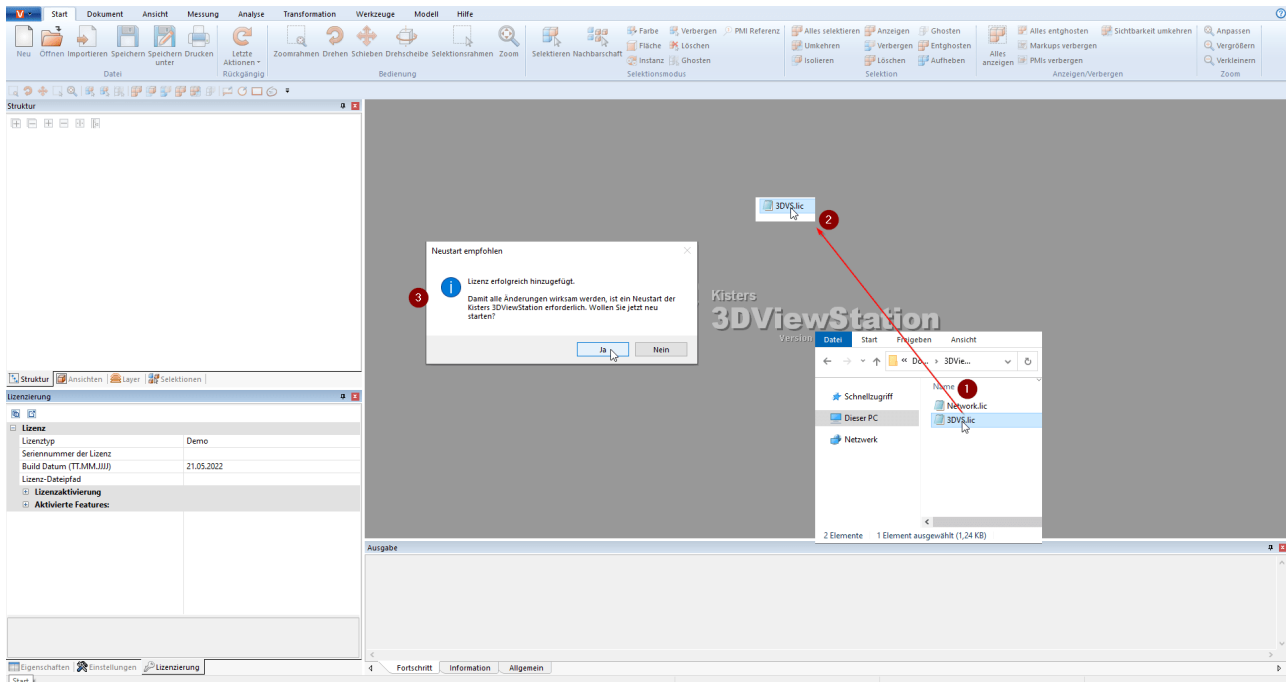 V
Start Dokument Ansicht Messung Analyse Transformation Werkzeuge Modell Hilfe
Neu Öffnen Importieren Speichern Speichern unter Drucken
Datei
Letzte Aktionen
Rückgängig
Zoomrahmen Drehen Schieben Drehscheibe Selektionsrahmen Zoom
Bedienung
Selektieren Nachbarschaft
Farbe Verbergen PMI Referenz
Fläche Löschen
Instanz Ghosten
Selektionsmodus
Alles selektieren Anzeigen Ghosten
Umkehren Verbergen Entghosten
Isolieren Löschen Aufheben
Selektion
Alles anzeigen
Alles entghosten Sichtbarkeit umkehren
Markups verbergen
PMIs verbergen
Anzeigen/Verbergen
Anpassen
Vergrößern
Verkleinern
Zoom
Struktur
Struktur Ansichten Layer Selektionen
Lizenzierung
Lizenz
Lizenztyp Demo
Seriennummer der Lizenz
Build Datum (TT.MM.JJJJ) 21.05.2022
Lizenz-Dateipfad
Lizenzaktivierung
Aktivierte Features:
Eigenschaften Einstellungen Lizenzierung
Start
3DVS.lic
2
Neustart empfohlen
3
Lizenz erfolgreich hinzugefügt.
Damit alle Änderungen wirksam werden, ist ein Neustart der
Kisters 3DViewStation erforderlich. Wollen Sie jetzt neu
starten?
Ja Nein
Kisters
3DViewStation
Version
Datei Start Freigeben Ansicht
« Do... › 3DVie...
Schnellzugriff
Dieser PC
Netzwerk
Name
1
Network.lic
3DVS.lic
2 Elemente 1 Element ausgewählt (1,24 KB)
Ausgabe
Fortschritt Information Allgemein